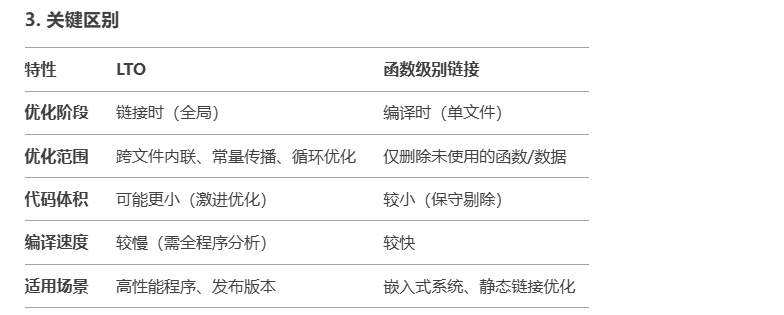 3. 关键区别
特性 LTO 函数级别链接
优化阶段 链接时（全局） 编译时（单文件）
优化范围 跨文件内联、常量传播、循环优化 仅删除未使用的函数/数据
代码体积 可能更小（激进优化） 较小（保守剔除）
编译速度 较慢（需全程序分析） 较快
适用场景 高性能程序、发布版本 嵌入式系统、静态链接优化